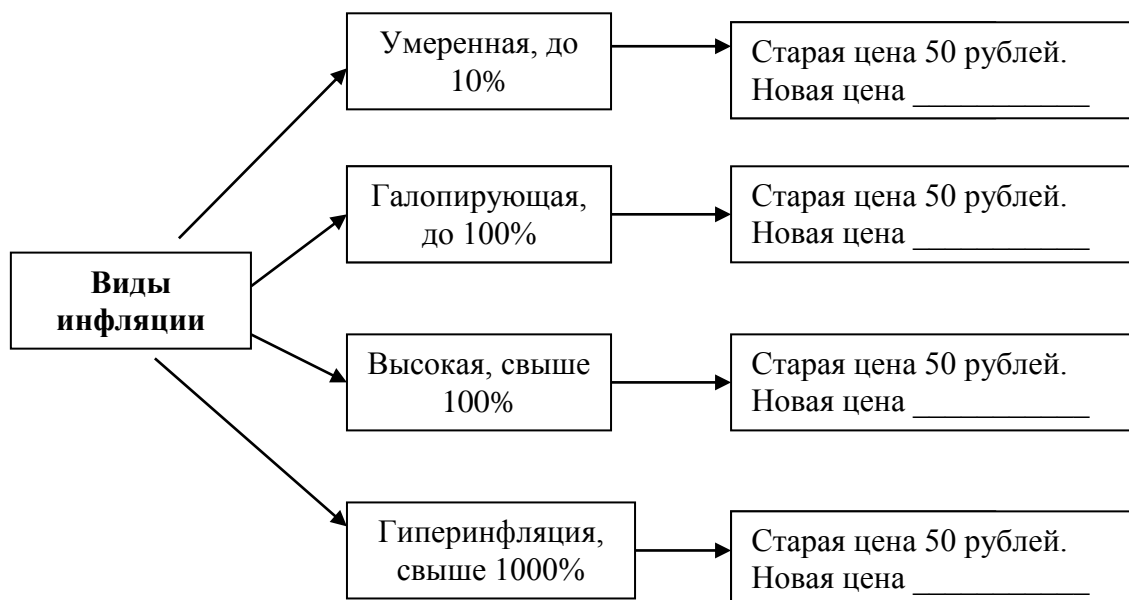 Умеренная, до
10%
Старая цена 50 рублей.
Новая цена ___________
Галопирующая,
до 100%
Старая цена 50 рублей.
Новая цена ___________
Виды
инфляции
Высокая, свыше
100%
Старая цена 50 рублей.
Новая цена ___________
Гиперинфляция,
свыше 1000%
Старая цена 50 рублей.
Новая цена ___________